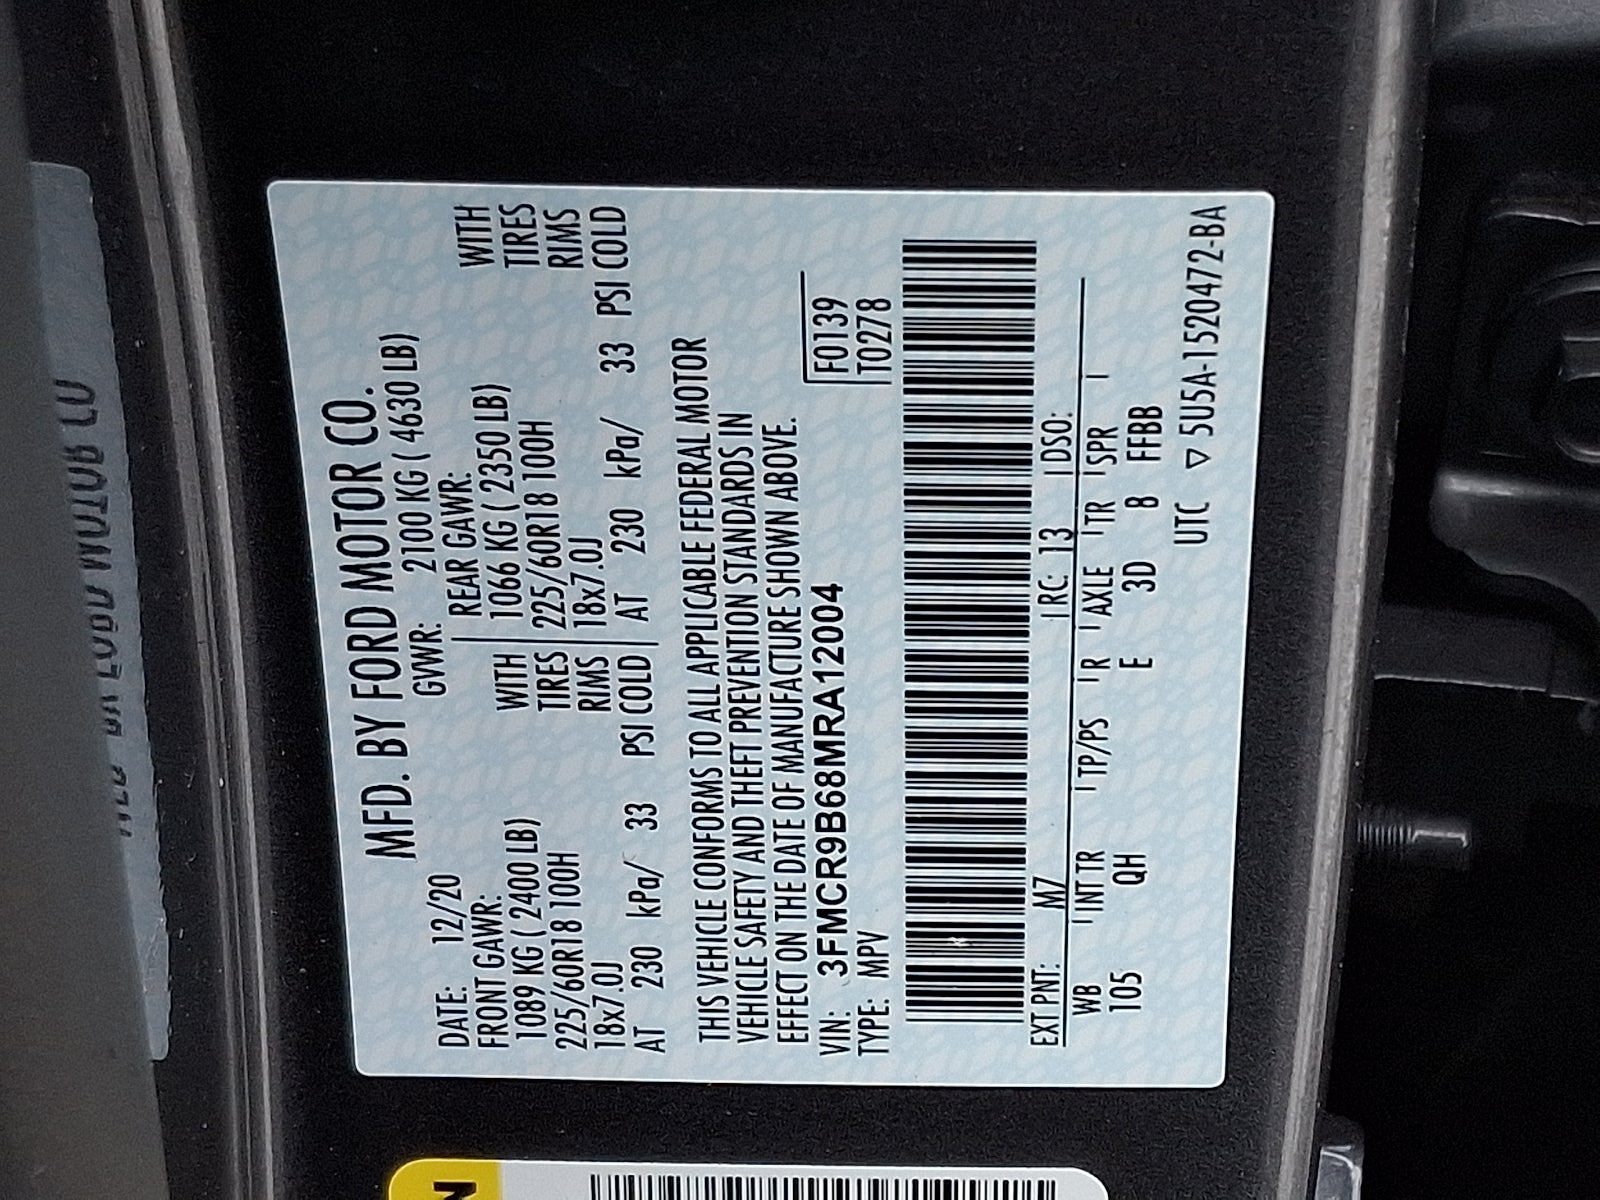 MFD. BY FORD MOTOR CO.
DATE: 12/20 GVWR: 2100 KG ( 4630 LB)
FRONT GAWR: REAR GAWR:
1089 KG ( 2400 LB) WITH 1066 KG ( 2350 LB) WITH
225/60R18 100H TIRES 225/60R18 100H TIRES
18x7.0J RIMS 18x7.0J RIMS
AT 230 kPa/ 33 PSI COLD AT 230 kPa/ 33 PSI COLD
THIS VEHICLE CONFORMS TO ALL APPLICABLE FEDERAL MOTOR
VEHICLE SAFETY AND THEFT PREVENTION STANDARDS IN
EFFECT ON THE DATE OF MANUFACTURE SHOWN ABOVE.
VIN: 3FMCR9B68MRA12004 F0139
TYPE: MPV T0278
EXT PNT: M7 RC: 13 DSO:
WB INT TR TP/PS R AXLE TR SPR
105 QH E 3D 8 FFBB
UTC ▽ 5U5A-1520472-BA
N